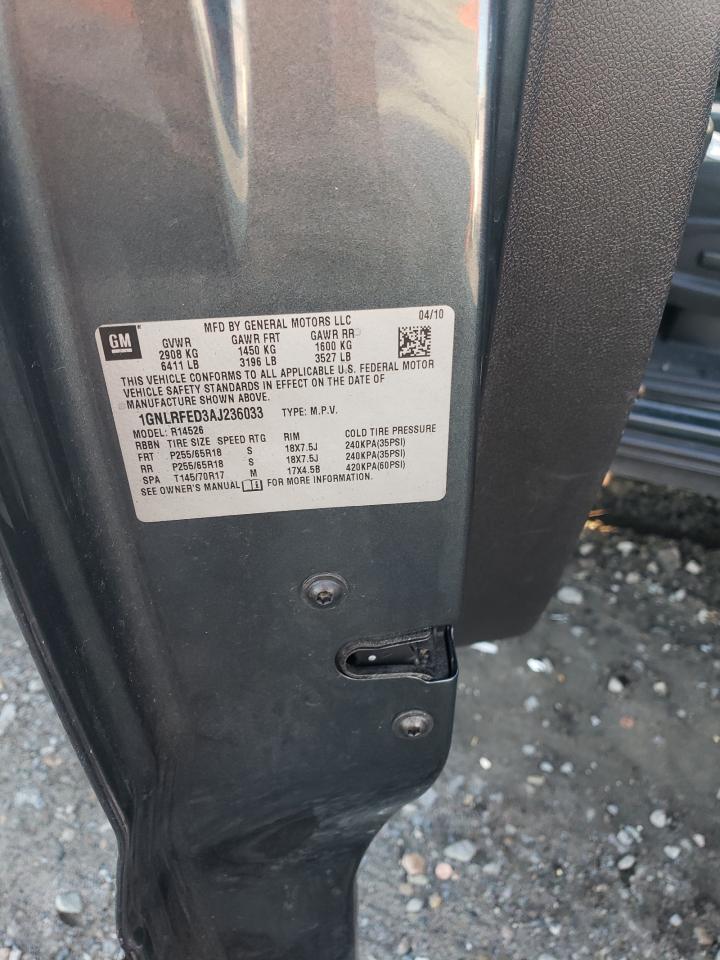 GM
MFD BY GENERAL MOTORS LLC
04/10
GVWR GAWR FRT GAWR RR
2908 KG 1450 KG 1600 KG
6411 LB 3196 LB 3527 LB
THIS VEHICLE CONFORMS TO ALL APPLICABLE U.S. FEDERAL MOTOR
VEHICLE SAFETY STANDARDS IN EFFECT ON THE DATE OF
MANUFACTURE SHOWN ABOVE.
1GNLRFED3AJ236033 TYPE: M.P.V.
MODEL: R14526
RBBN TIRE SIZE SPEED RTG RIM COLD TIRE PRESSURE
FRT P255/65R18 S 18X7.5J 240KPA(35PSI)
RR P255/65R18 S 18X7.5J 240KPA(35PSI)
SPA T145/70R17 M 17X4.5B 420KPA(60PSI)
SEE OWNER'S MANUAL FOR MORE INFORMATION.